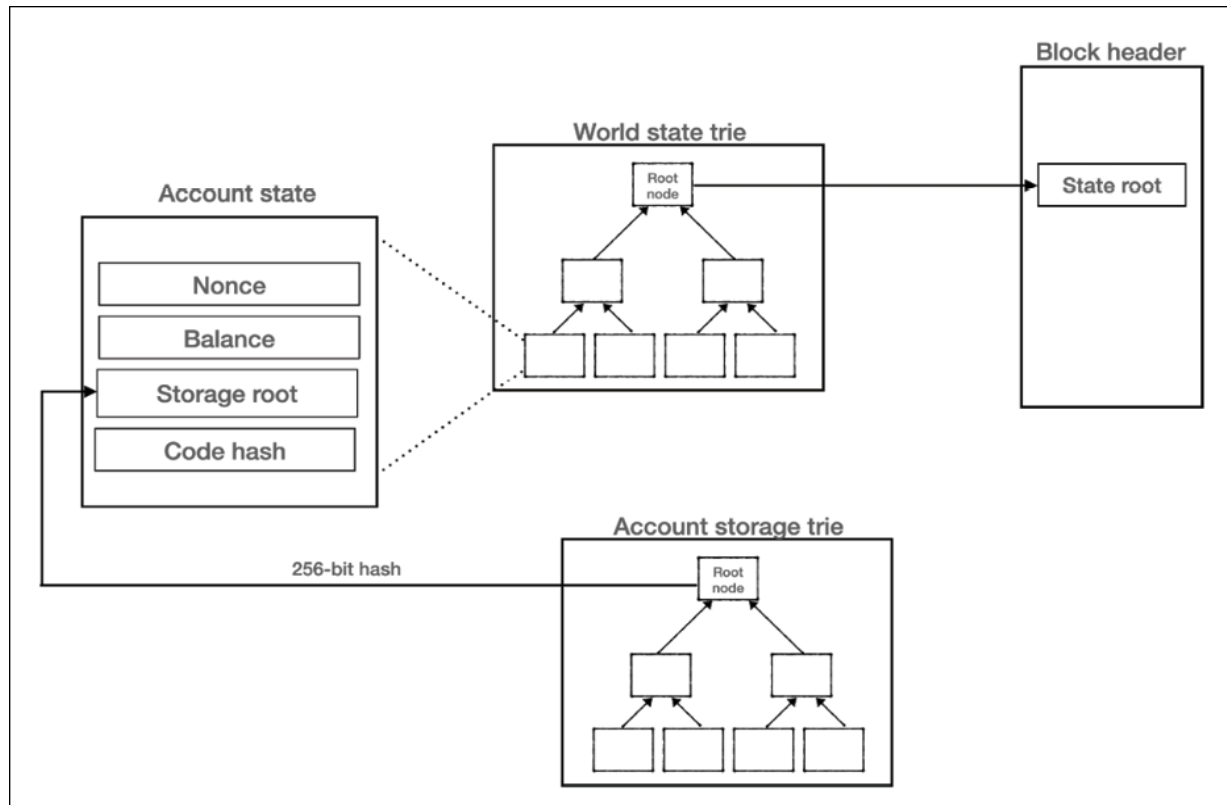 Block header
World state trie
Root
node
State root
Account state
Nonce
Balance
Storage root
Code hash
Account storage trie
256-bit hash
Root
node